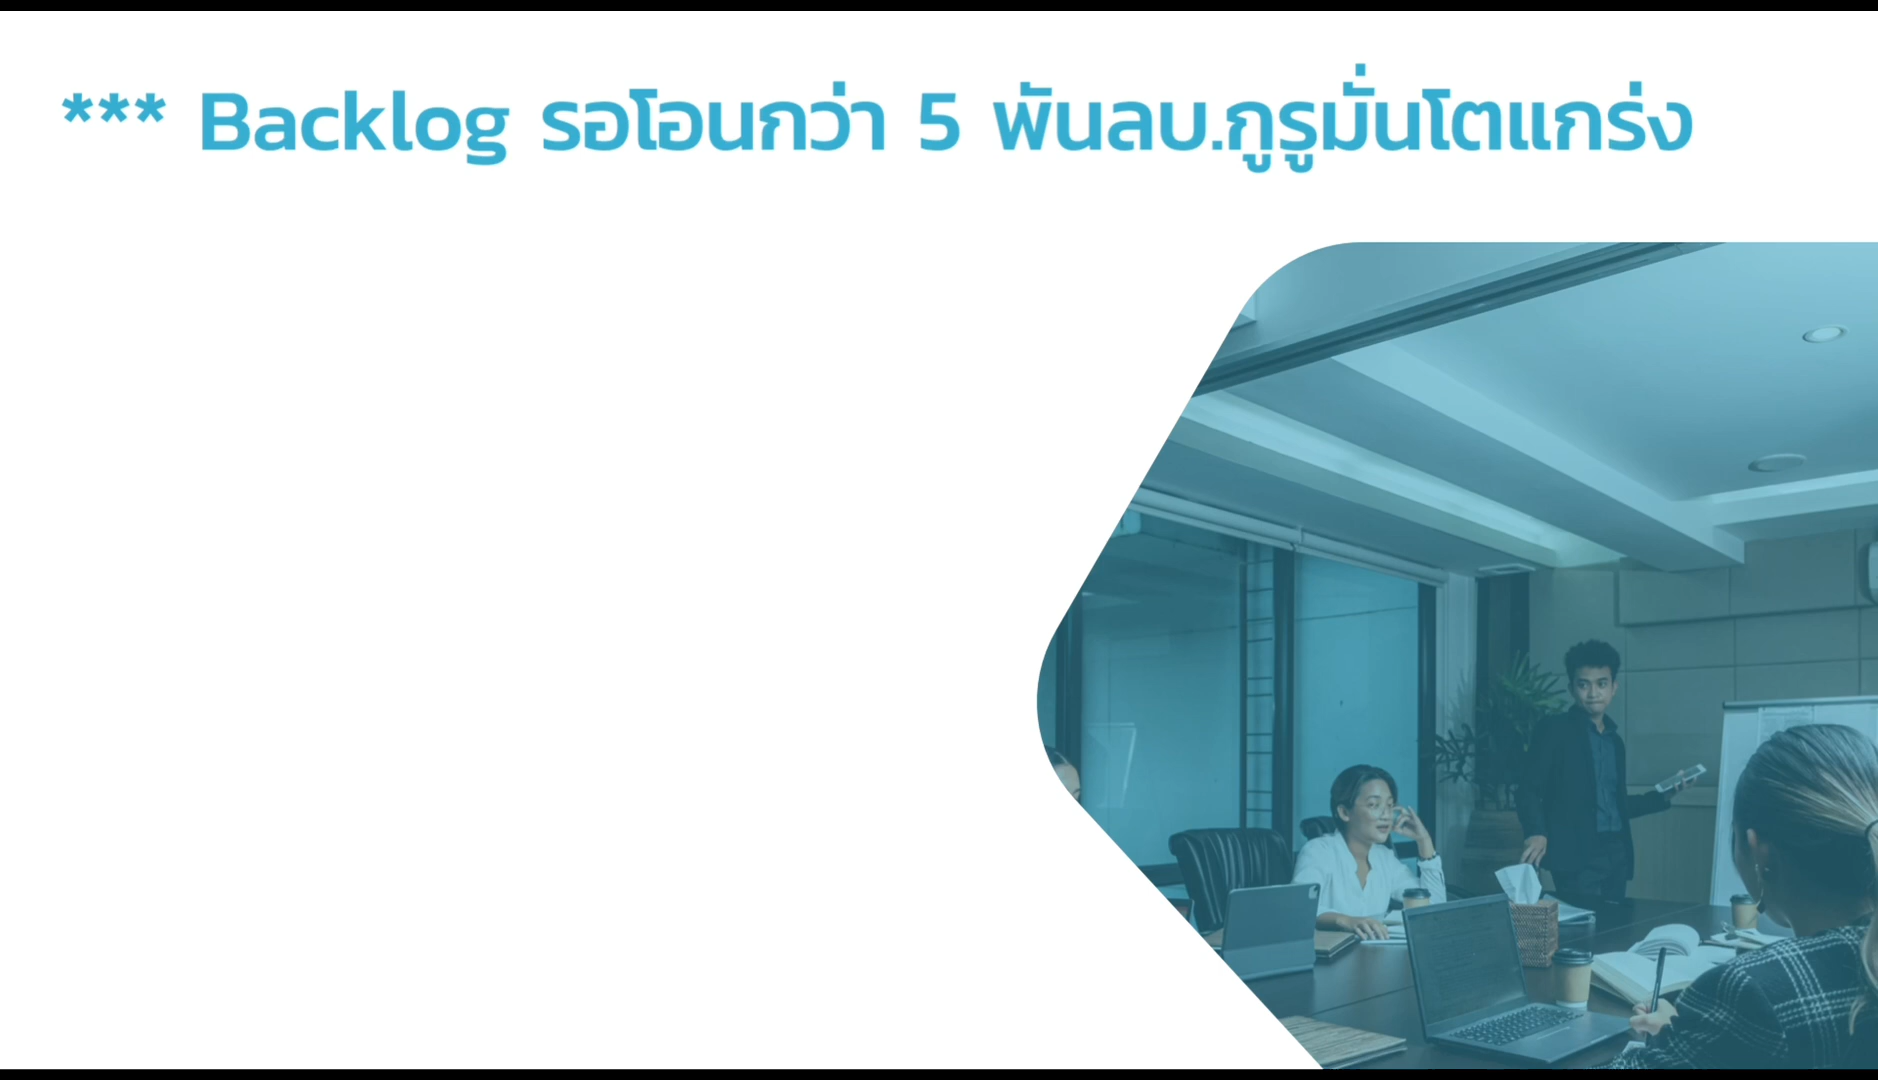 *** Backlog รอโอนกว่า 5 พันลบ.กูรูมั่นโตแกร่ง